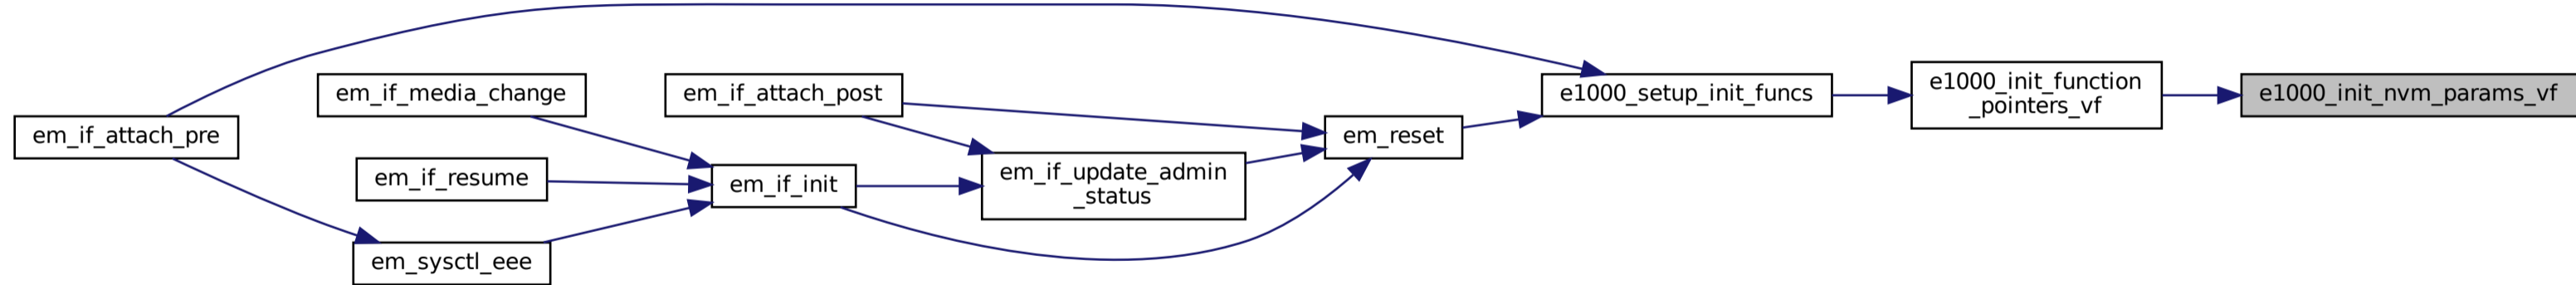 em_if_attach_pre
em_if_media_change
em_if_resume
em_sysctl_eee
em_if_attach_post
em_if_init
em_if_update_admin
_status
em_reset
e1000_setup_init_funcs
e1000_init_function
_pointers_vf
e1000_init_nvm_params_vf